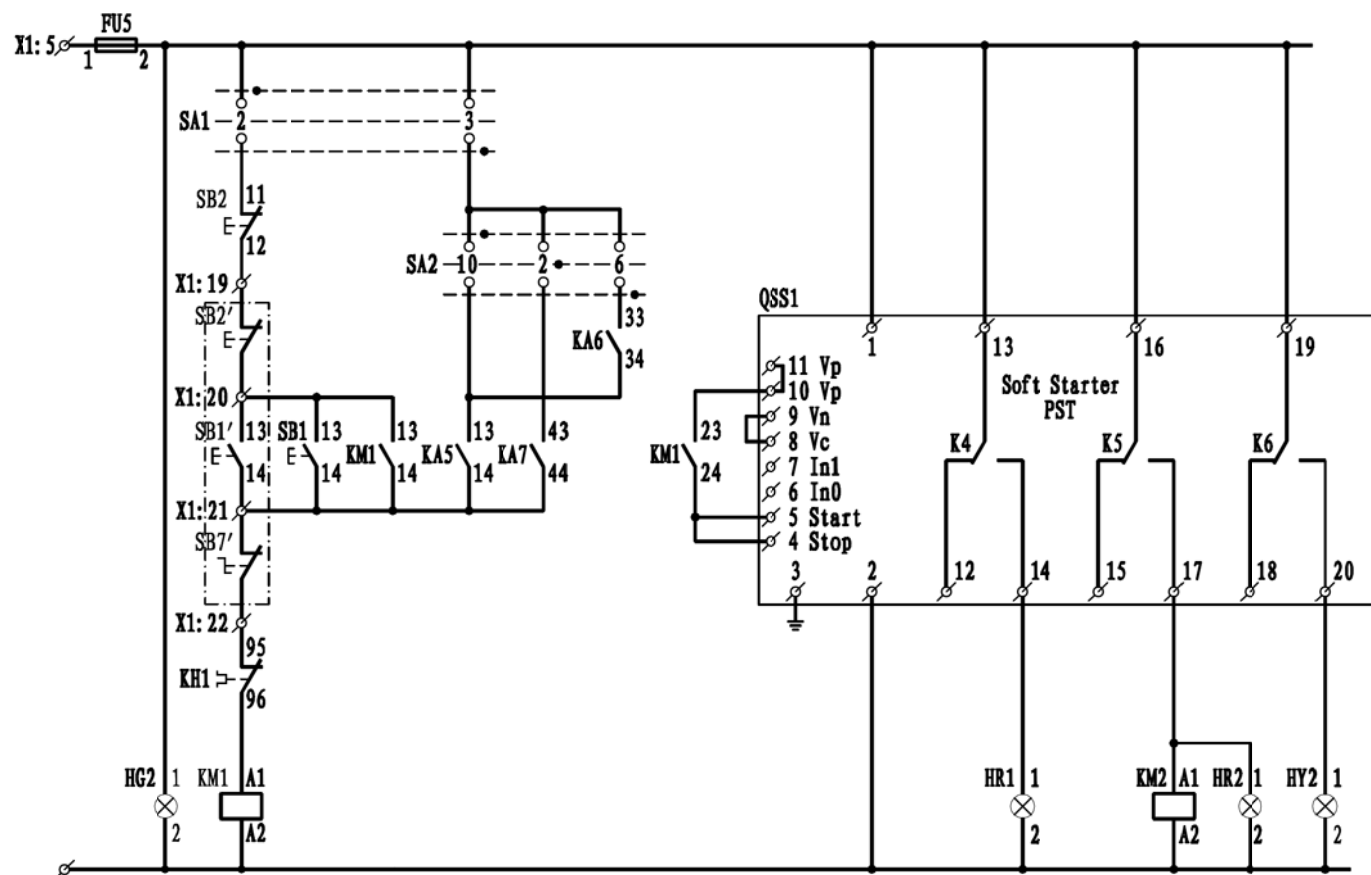 FU5
X1: 5
1 2
SA1 2 3
SB2 11
12
SA2 10 2 6
X1: 19
SB2′
33
KA6
34
X1: 20
SB1′ 13
14
SB1 13
14
KM1 13
14
KA5 13
14
KA7 43
44
X1: 21
SB7′
X1: 22
95
KH1
96
HG2 1
2
KM1 A1
A2
QSS1
1 13 16 19
11 Vp
10 Vp
9 Vn
8 Vc
7 In1
6 In0
5 Start
4 Stop
Soft Starter
PST
23
KM1
24
K4 K5 K6
3 2 12 14 15 17 18 20
HR1 1
2
KM2 A1
A2
HR2 1
2
HY2 1
2